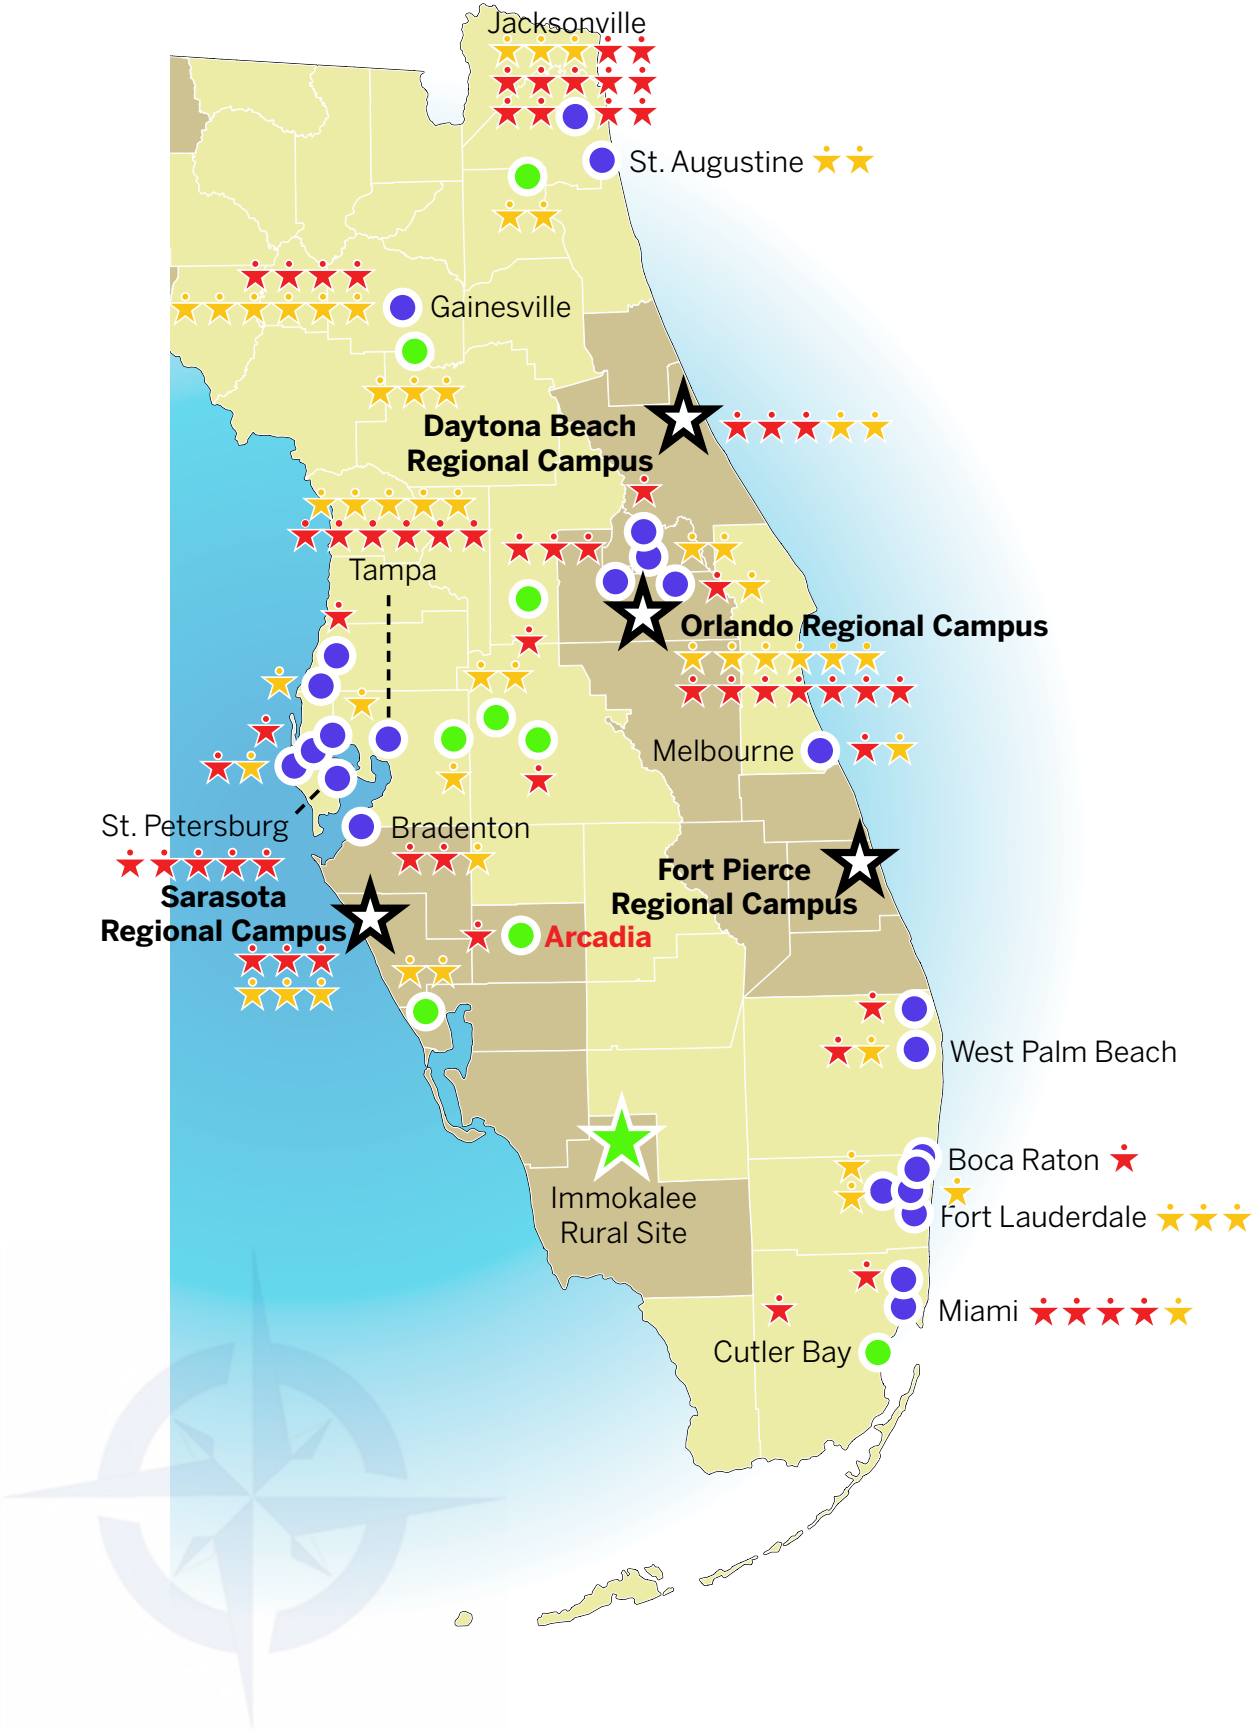 Jacksonville
St. Augustine
Gainesville
Daytona Beach
Regional Campus
Tampa
Orlando Regional Campus
Melbourne
St. Petersburg
Bradenton
Fort Pierce
Regional Campus
Sarasota
Regional Campus
Arcadia
West Palm Beach
Boca Raton
Immokalee
Rural Site
Fort Lauderdale
Miami
Cutler Bay